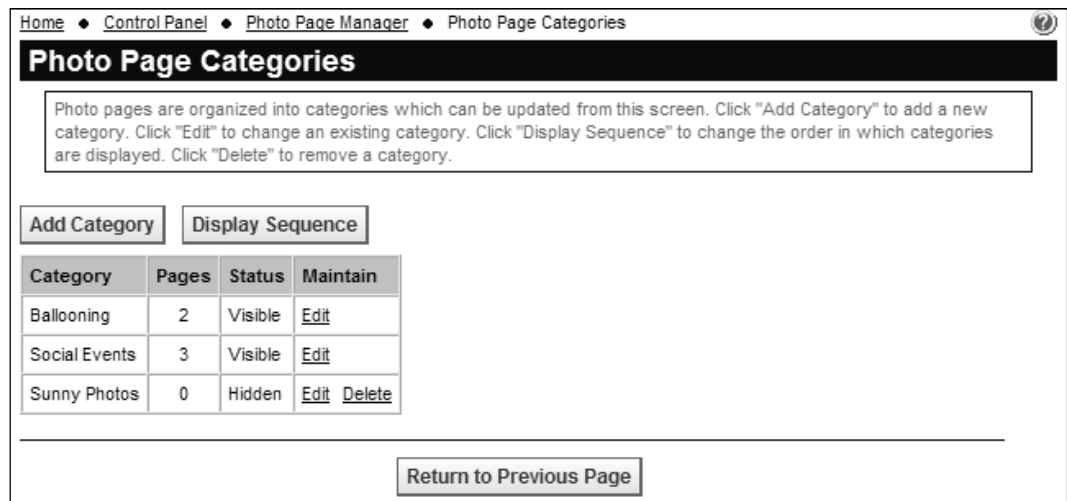 Home ● Control Panel ● Photo Page Manager ● Photo Page Categories ?
Photo Page Categories
Photo pages are organized into categories which can be updated from this screen. Click "Add Category" to add a new
category. Click "Edit" to change an existing category. Click "Display Sequence" to change the order in which categories
are displayed. Click "Delete" to remove a category.
Add Category Display Sequence
Category Pages Status Maintain
Ballooning 2 Visible Edit
Social Events 3 Visible Edit
Sunny Photos 0 Hidden Edit Delete
Return to Previous Page